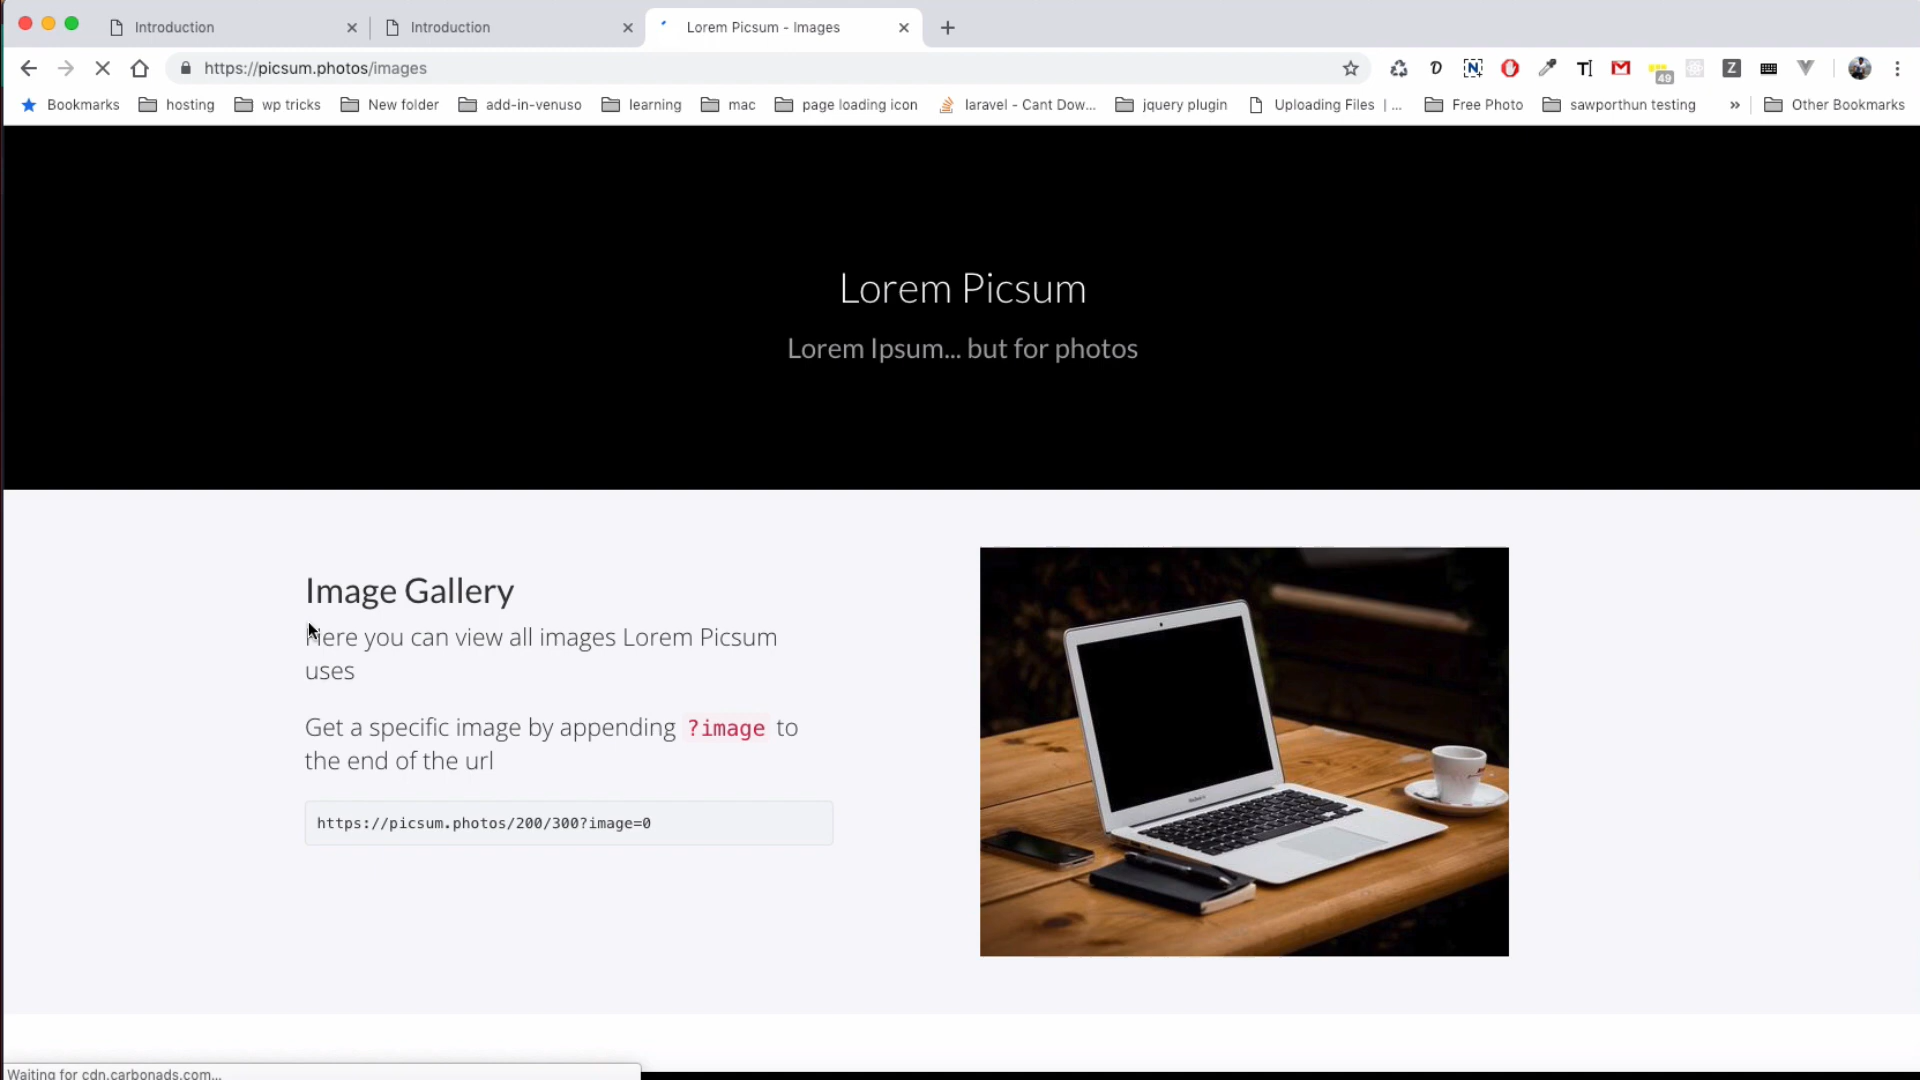 Introduction
Introduction
Lorem Picsum - Images
https://picsum.photos/images
49
Bookmarks
hosting
wp tricks
New folder
add-in-venuso
learning
mac
page loading icon
laravel - Cant Dow...
jquery plugin
Uploading Files | ...
Free Photo
sawporthun testing
»
Other Bookmarks
Lorem Picsum
Lorem Ipsum... but for photos
Image Gallery
Here you can view all images Lorem Picsum
uses
Get a specific image by appending ?image to
the end of the url
https://picsum.photos/200/300?image=0
Waiting for cdn.carbonads.com...